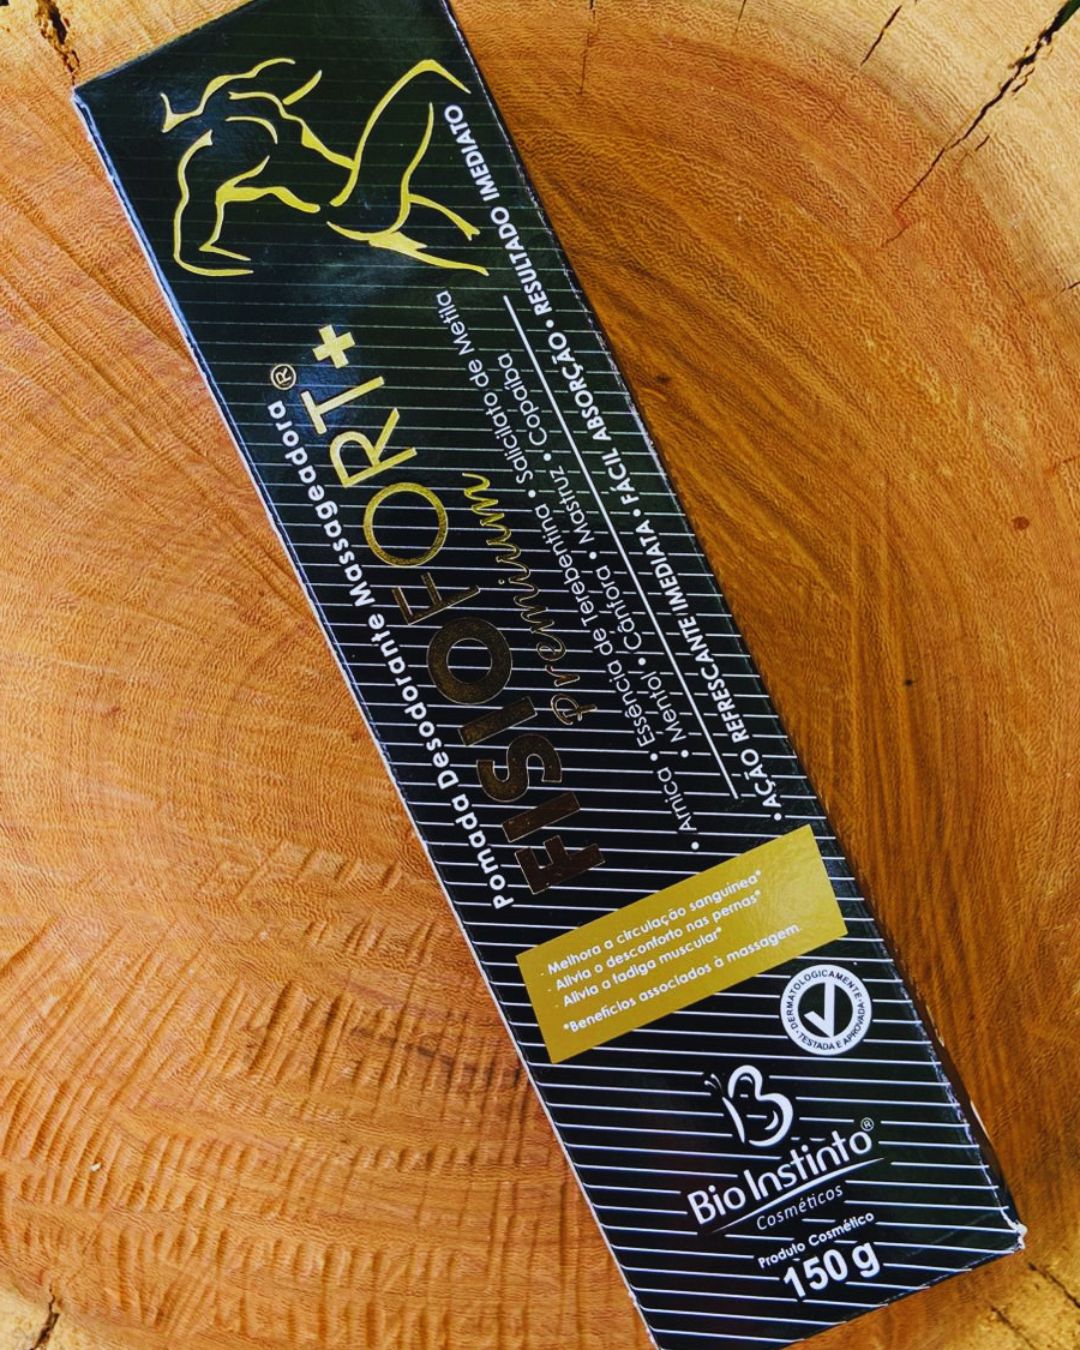 Pomada Desodorante Massageadora®
FISIOFORT+
Premium
• Arnica • Essência de Terebentina • Salicilato de Metila
• Mentol • Cânfora • Mastruz • Copaíba
• AÇÃO REFRESCANTE IMEDIATA • FÁCIL ABSORÇÃO • RESULTADO IMEDIATO
. Melhora a circulação sanguínea*
. Alivia o desconforto nas pernas*
. Alivia a fadiga muscular*
*Benefícios associados à massagem.
DERMATOLOGICAMENTE
• TESTADA E APROVADA •
B
Bio Instinto®
Cosméticos
Produto Cosmético
150 g